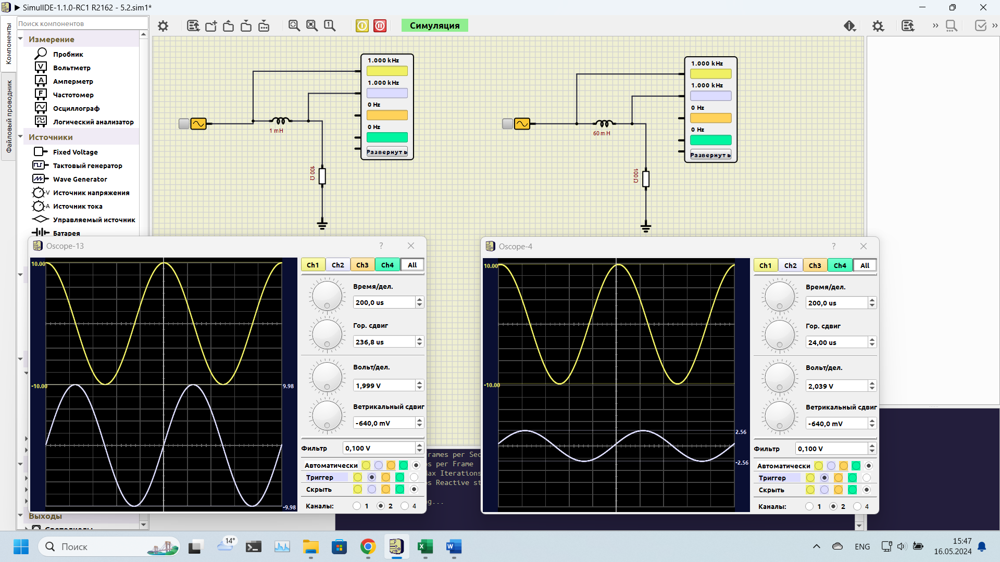 SimulIDE-1.1.0-RC1 R2162 - 5.2.sim1*
Компоненты
Файловый проводник
Поиск компонентов
Измерение
Пробник
Вольтметр
Амперметр
Частотомер
Осциллограф
Логический анализатор
Источники
Fixed Voltage
Тактовый генератор
Wave Generator
Источник напряжения
Источник тока
Управляемый источник
Батарея
Выходы
Симуляция
1.000 kHz
1.000 kHz
0 Hz
0 Hz
Развернуть
1 mH
100 Ω
1.000 kHz
1.000 kHz
0 Hz
0 Hz
Развернуть
60 mH
100 Ω
Oscope-13
?
10.00
-10.00
9.98
-9.98
Ch1 Ch2 Ch3 Ch4 All
Время/дел.
200,0 us
Гор. сдвиг
236,8 us
Вольт/дел.
1,999 V
Ветрикальный сдвиг
-640,0 mV
Фильтр 0,100 V
Автоматически
Триггер
Скрыть
Каналы: 1 2 4
rames per Sec
s per Frame
ax Iterations
s Reactive st
g...
Oscope-4
?
10.00
-10.00
2.56
-2.56
Ch1 Ch2 Ch3 Ch4 All
Время/дел.
200,0 us
Гор. сдвиг
24,00 us
Вольт/дел.
2,039 V
Ветрикальный сдвиг
-640,0 mV
Фильтр 0,100 V
Автоматически
Триггер
Скрыть
Каналы: 1 2 4
Поиск
14°
ENG
15:47
16.05.2024